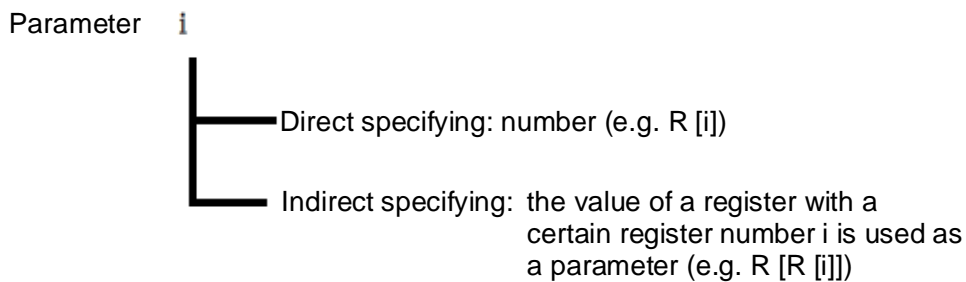 Parameter i
Direct specifying: number (e.g. R [i])
Indirect specifying: the value of a register with a
certain register number i is used as
a parameter (e.g. R [R [i]])